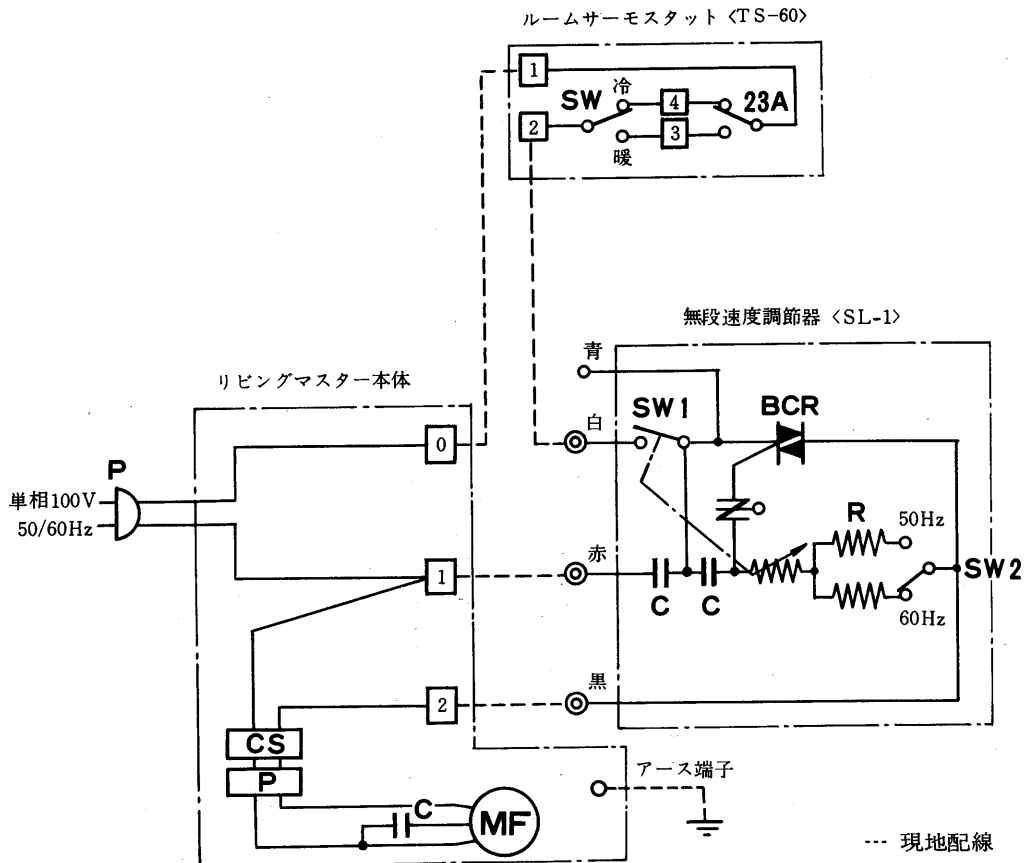 ルームサーモスタット〈TS-60〉
1
冷
SW
4
23A
2
3
暖
無段速度調節器〈SL-1〉
青
リビングマスター本体
SW1
BCR
白
0
P
単相100V
50/60Hz
R
50Hz
赤
1
SW2
C
C
60Hz
黒
2
CS
P
アース端子
C
MF
--- 現地配線